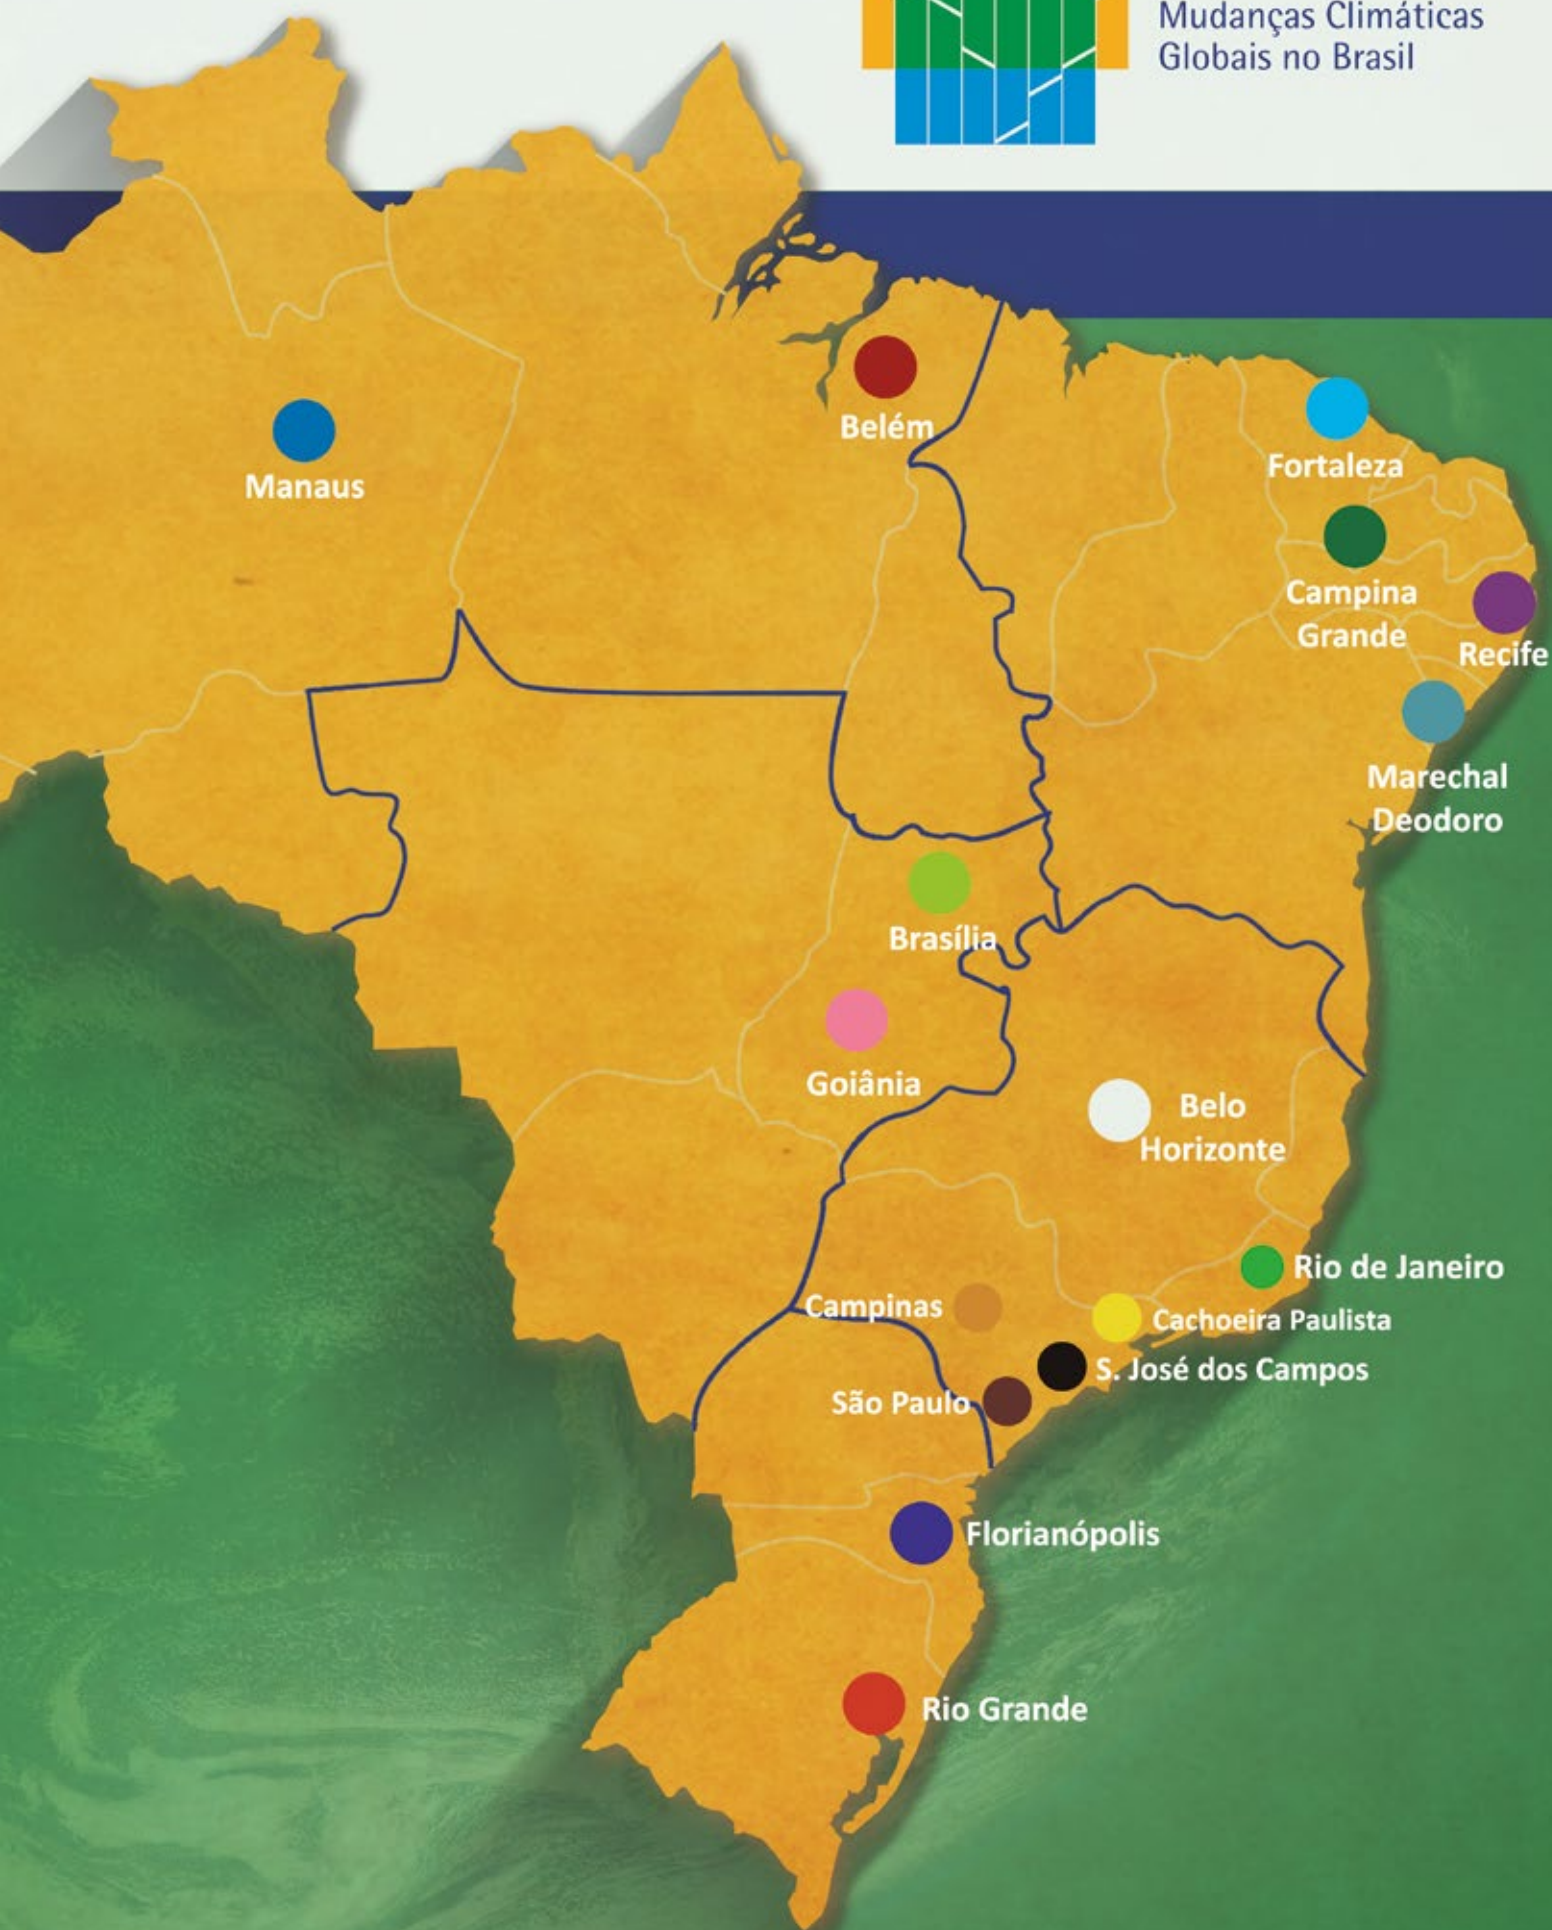 Mudanças Climáticas
Globais no Brasil
Belém
Fortaleza
Manaus
Campina
Grande
Recife
Marechal
Deodoro
Brasília
Goiânia
Belo
Horizonte
Rio de Janeiro
Campinas
Cachoeira Paulista
S. José dos Campos
São Paulo
Florianópolis
Rio Grande